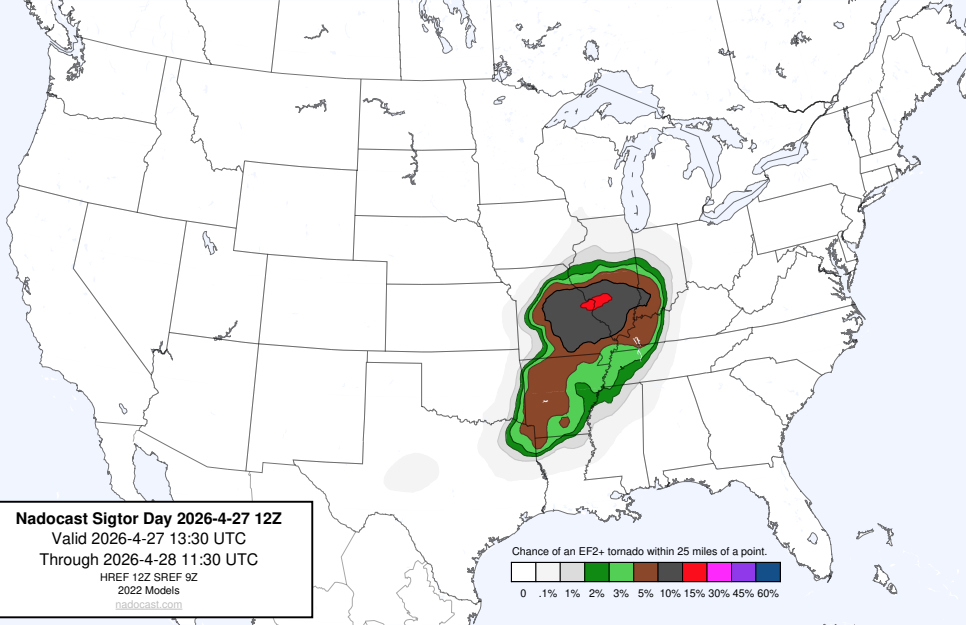 Nadocast Sigtor Day 2026-4-27 12Z
Valid 2026-4-27 13:30 UTC
Through 2026-4-28 11:30 UTC
HREF 12Z SREF 9Z
2022 Models
nadocast.com
Chance of an EF2+ tornado within 25 miles of a point.
0 .1% 1% 2% 3% 5% 10% 15% 30% 45% 60%